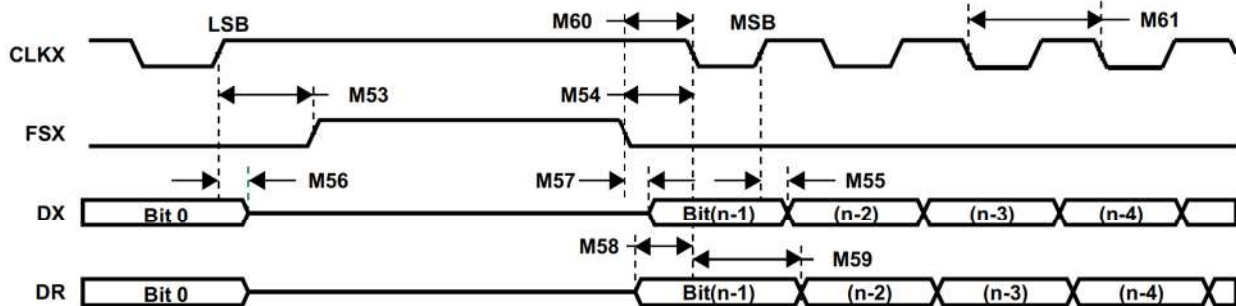 LSB M60 MSB M61
CLKX
M53 M54
FSX
M56 M57 M55
DX Bit 0 Bit(n-1) (n-2) (n-3) (n-4)
M58 M59
DR Bit 0 Bit(n-1) (n-2) (n-3) (n-4)